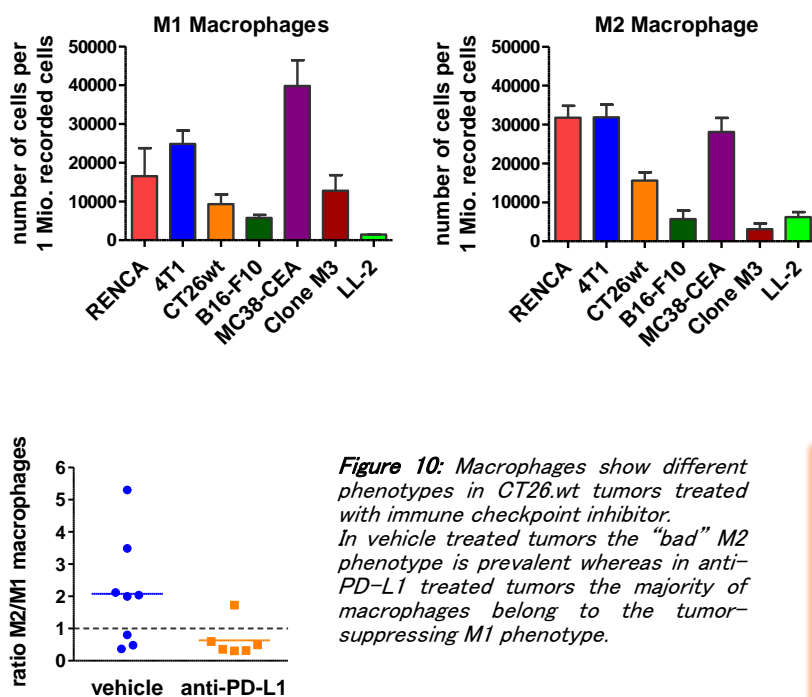 M1 Macrophages
number of cells per
1 Mio. recorded cells
50000
40000
30000
20000
10000
0
RENCA
4T1
CT26wt
B16-F10
MC38-CEA
Clone M3
LL-2
M2 Macrophage
number of cells per
1 Mio. recorded cells
50000
40000
30000
20000
10000
0
RENCA
4T1
CT26wt
B16-F10
MC38-CEA
Clone M3
LL-2
ratio M2/M1 macrophages
6
5
4
3
2
1
0
vehicle
anti-PD-L1
Figure 10: Macrophages show different
phenotypes in CT26.wt tumors treated
with immune checkpoint inhibitor.
In vehicle treated tumors the “bad” M2
phenotype is prevalent whereas in anti-
PD-L1 treated tumors the majority of
macrophages belong to the tumor-
suppressing M1 phenotype.